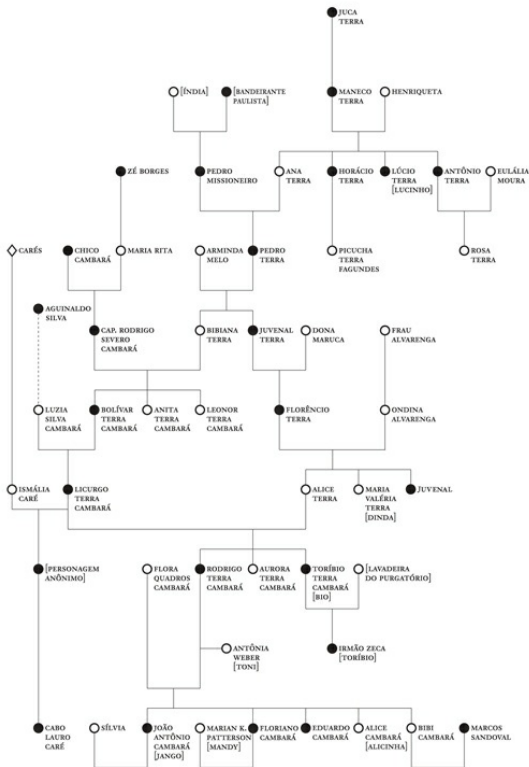 JUCA
TERRA
[ÍNDIA]
[BANDEIRANTE
PAULISTA]
MANECO
TERRA
HENRIQUETA
ZÉ BORGES
PEDRO
MISSIONEIRO
ANA
TERRA
HORÁCIO
TERRA
LÚCIO
TERRA
[LUCINHO]
ANTÔNIO
TERRA
EULÁLIA
MOURA
CARÉS
CHICO
CAMBARÁ
MARIA RITA
ARMINDA
MELO
PEDRO
TERRA
PICUCHA
TERRA
FAGUNDES
ROSA
TERRA
AGUINALDO
SILVA
CAP. RODRIGO
SEVERO
CAMBARÁ
BIBIANA
TERRA
JUVENAL
TERRA
DONA
MARUCA
FRAU
ALVARENGA
LUZIA
SILVA
CAMBARÁ
BOLÍVAR
TERRA
CAMBARÁ
ANITA
TERRA
CAMBARÁ
LEONOR
TERRA
CAMBARÁ
FLORÊNCIO
TERRA
ONDINA
ALVARENGA
ISMÁLIA
CARÉ
LICURGO
TERRA
CAMBARÁ
ALICE
TERRA
MARIA
VALÉRIA
TERRA
[DINDA]
JUVENAL
[PERSONAGEM
ANÔNIMO]
FLORA
QUADROS
CAMBARÁ
RODRIGO
TERRA
CAMBARÁ
AURORA
TERRA
CAMBARÁ
TORÍBIO
TERRA
CAMBARÁ
[BIO]
[LAVADEIRA
DO PURGATÓRIO]
ANTÔNIA
WEBER
[TONI]
IRMÃO ZECA
[TORÍBIO]
CABO
LAURO
CARÉ
SÍLVIA
JOÃO
ANTÔNIO
CAMBARÁ
[JANGO]
MARIAN K.
PATTERSON
[MANDY]
FLORIANO
CAMBARÁ
EDUARDO
CAMBARÁ
ALICE
CAMBARÁ
[ALICINHA]
BIBI
CAMBARÁ
MARCOS
SANDOVAL